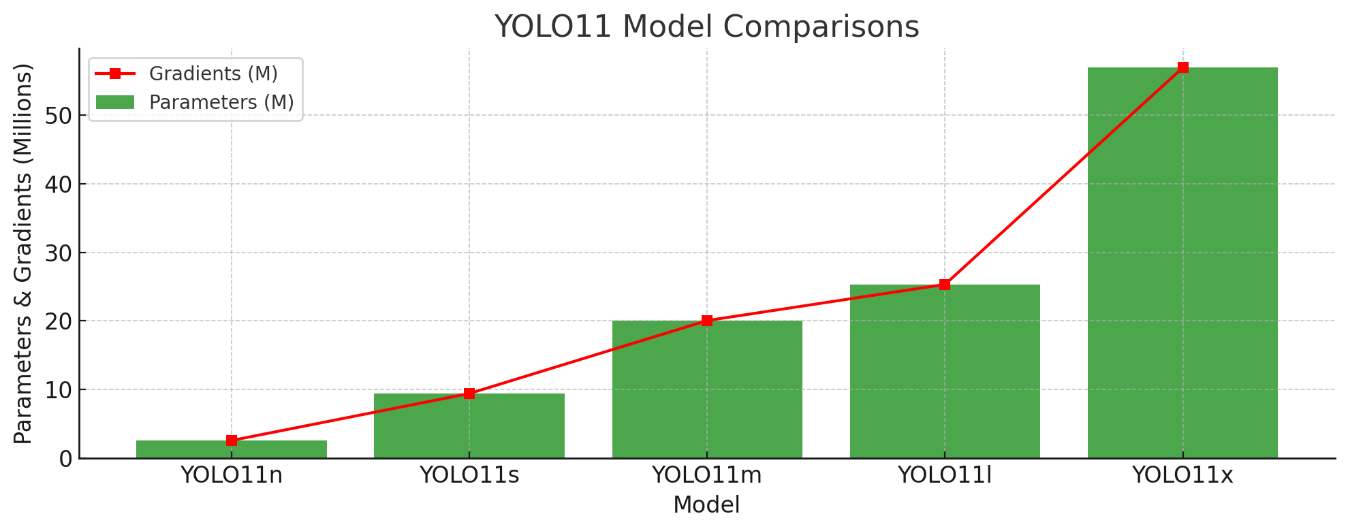 YOLO11 Model Comparisons
Gradients (M)
Parameters (M)
Parameters & Gradients (Millions)
50
40
30
20
10
0
YOLO11n YOLO11s YOLO11m YOLO11l YOLO11x
Model